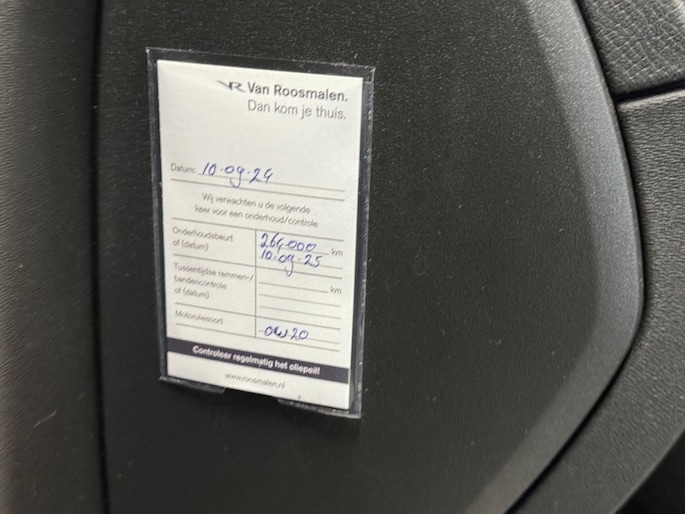 VR Van Roosmalen.
Dan kom je thuis.
Datum: 10-09-24
Wij verwachten u de volgende
keer voor een onderhoud/controle
Onderhoudsbeurt 264.000 km
of (datum) 10-09-25
Tussentijdse remmen-/
bandencontrole km
of (datum)
Motoroliesoort 0W20
Controleer regelmatig het oliepeil!
www.roosmalen.nl